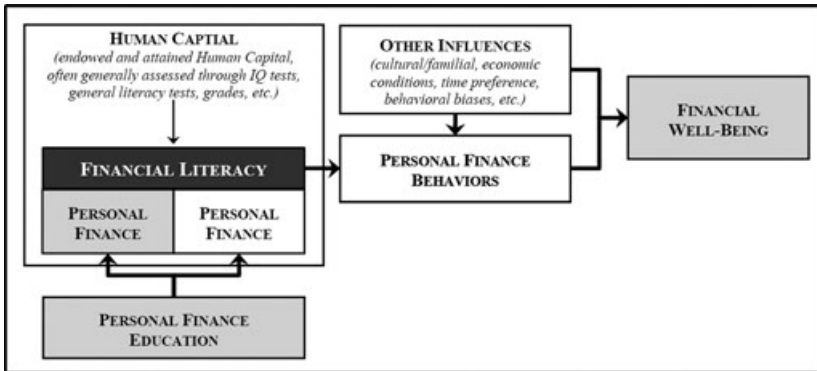 HUMAN CAPTIAL
(endowed and attained Human Capital,
often generally assessed through IQ tests,
general literacy tests, grades, etc.)
FINANCIAL LITERACY
PERSONAL
FINANCE
PERSONAL
FINANCE
PERSONAL FINANCE
EDUCATION
OTHER INFLUENCES
(cultural/familial, economic
conditions, time preference,
behavioral biases, etc.)
PERSONAL FINANCE
BEHAVIORS
FINANCIAL
WELL-BEING